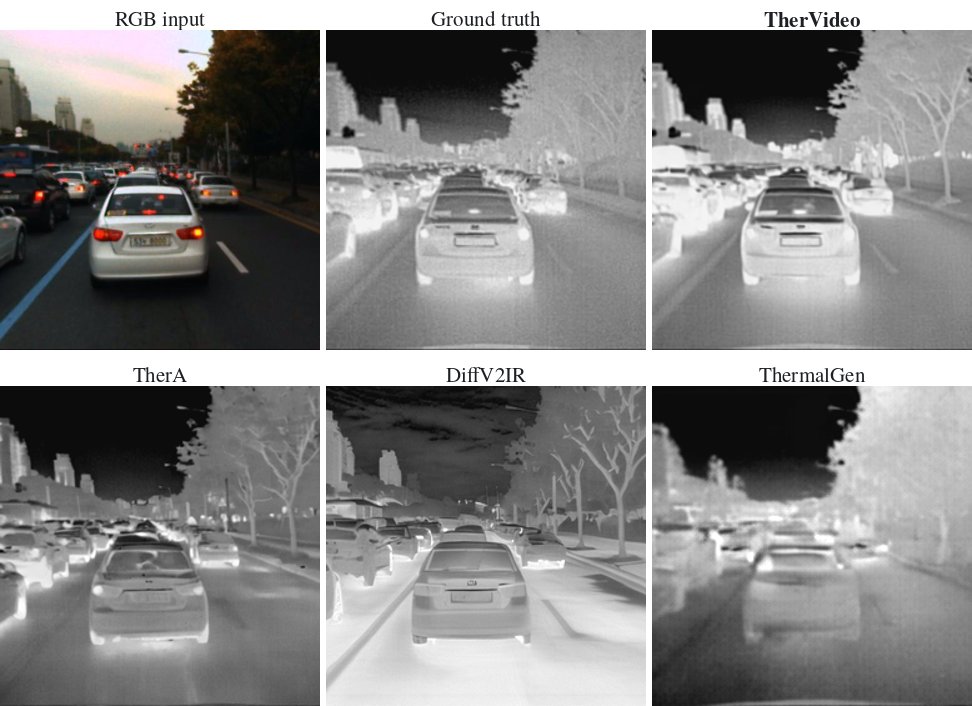 RGB input
Ground truth
TherVideo
TherA
DiffV2IR
ThermalGen